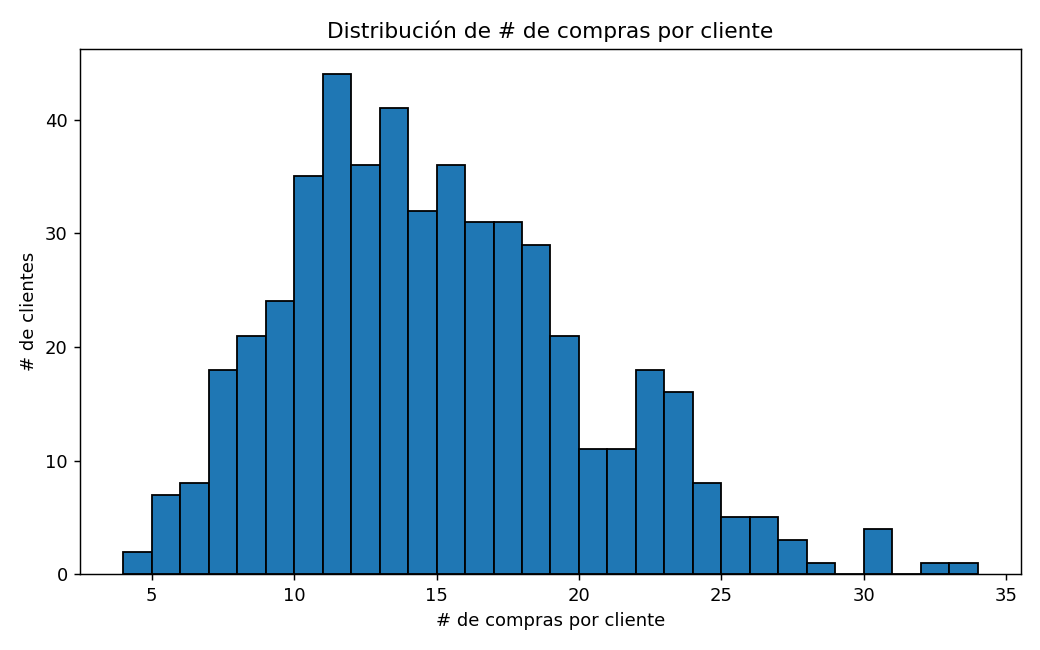 Distribución de # de compras por cliente
# de clientes
40
30
20
10
0
5 10 15 20 25 30 35
# de compras por cliente